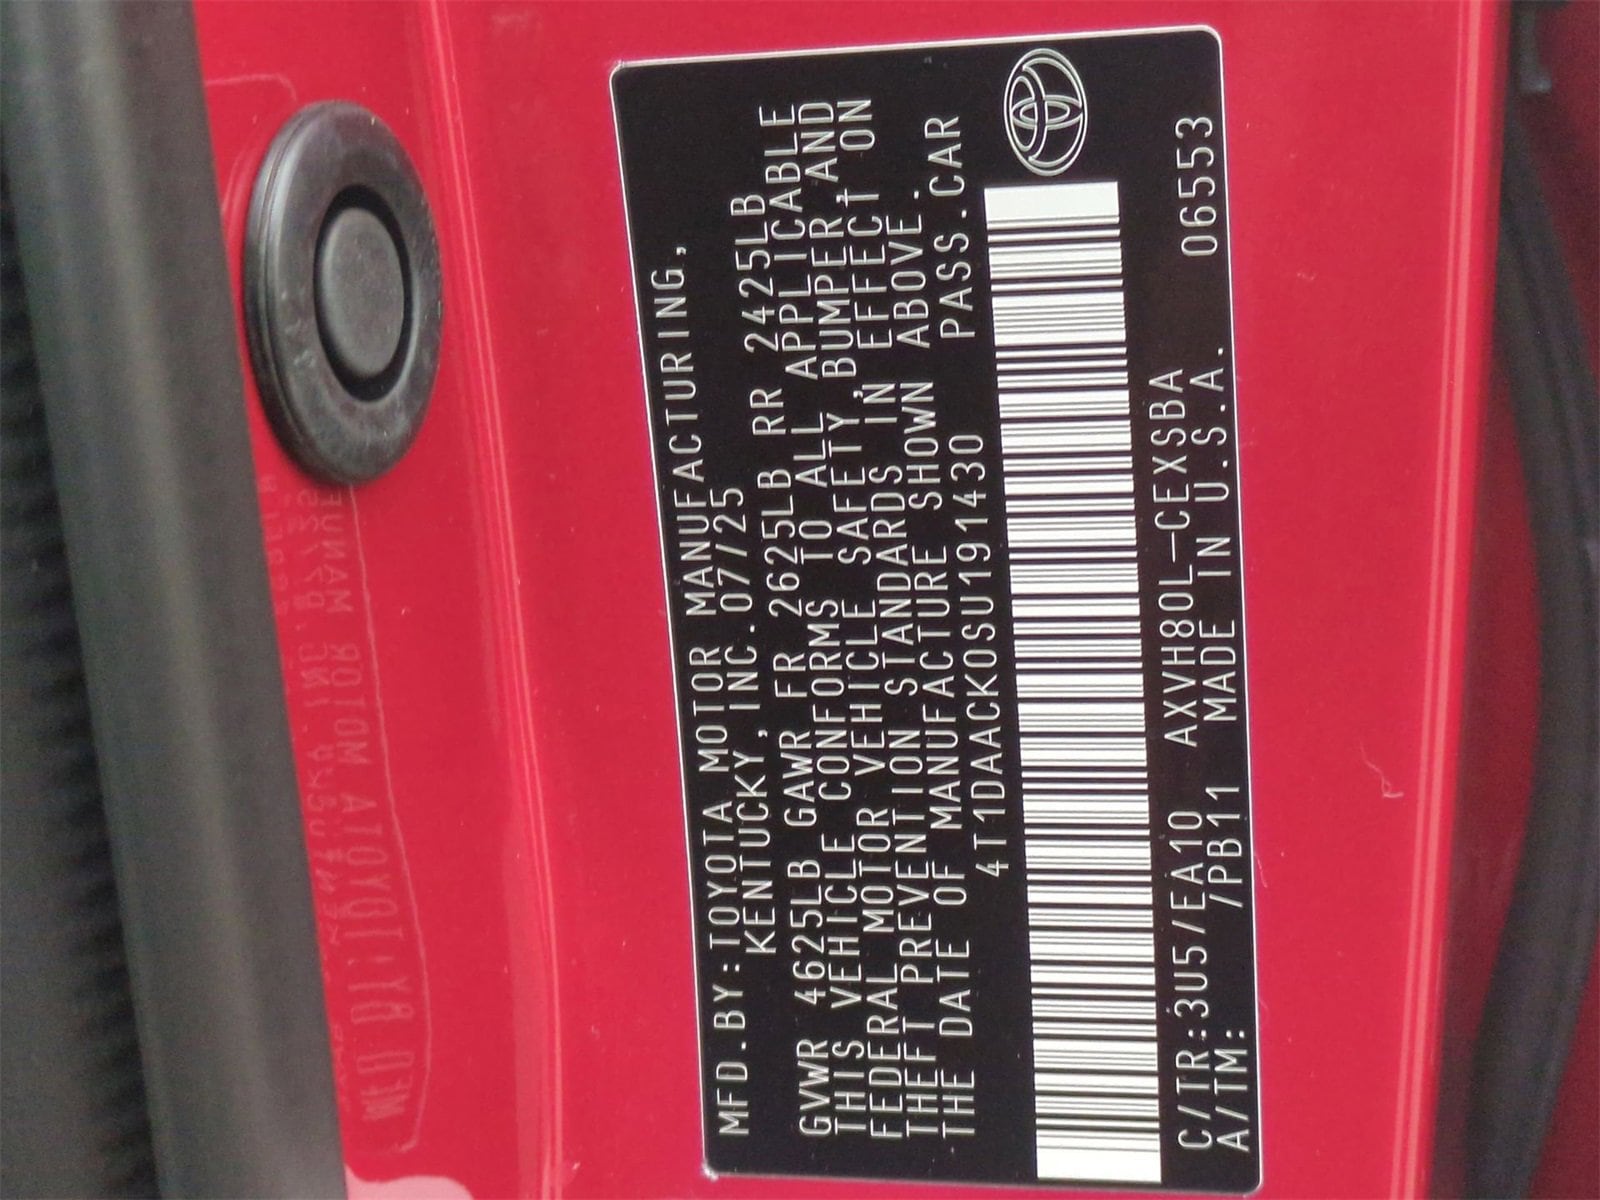 MFD.BY:TOYOTA MOTOR MANUFACTURING,
KENTUCKY, INC.07/25
GVWR 4625LB GAWR FR 2625LB RR 2425LB
THIS VEHICLE CONFORMS TO ALL APPLICABLE
FEDERAL MOTOR VEHICLE SAFETY,BUMPER,AND
THEFT PREVENTION STANDARDS IN EFFECT ON
THE DATE OF MANUFACTURE SHOWN ABOVE.
4T1DAACK0SU191430 PASS.CAR
C/TR:3U5/EA10 AXVH80L-CEXSBA
A/TM: /PB11 MADE IN U.S.A. 06553